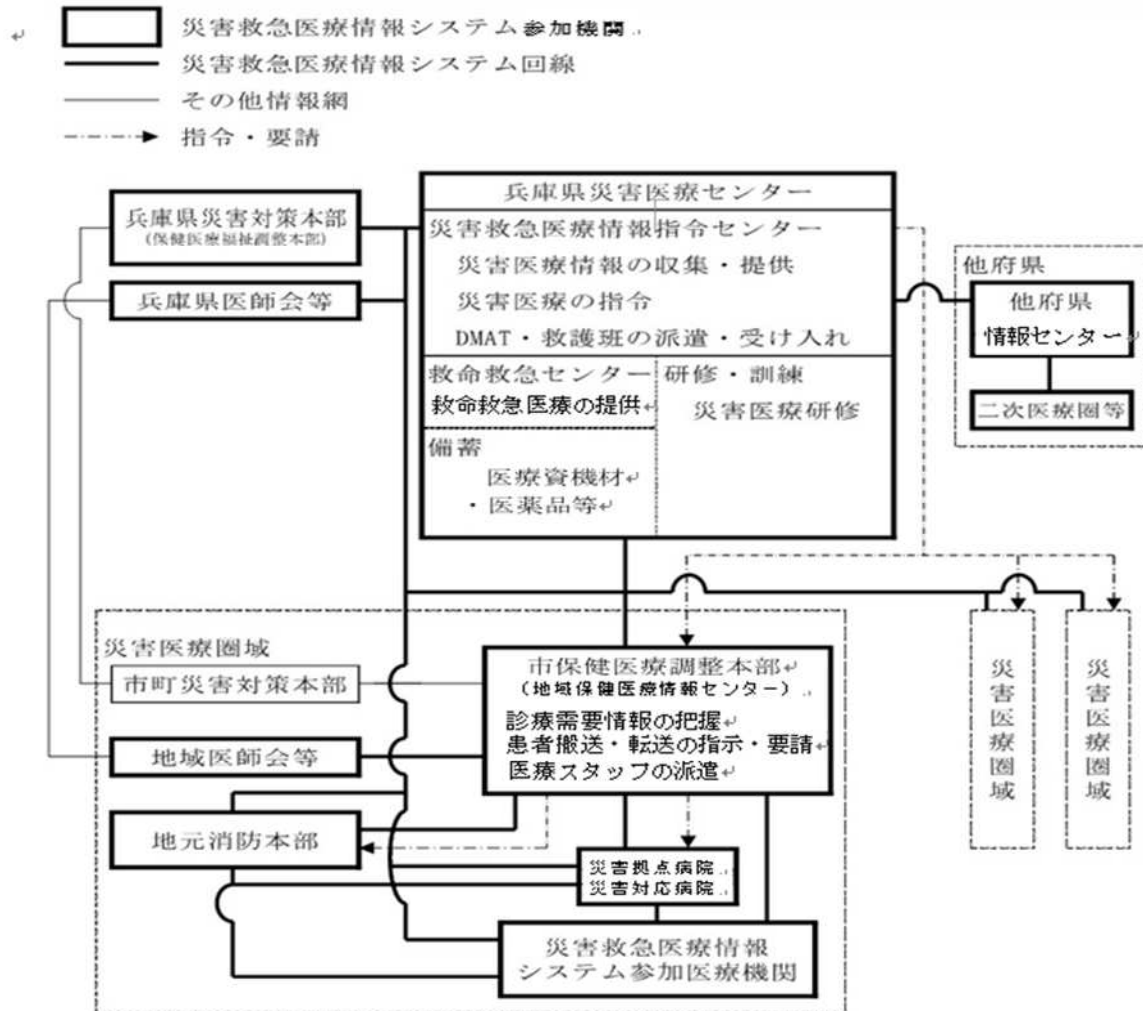 災害救急医療情報システム参加機関
災害救急医療情報システム回線
その他情報網
指令・要請
兵庫県災害対策本部
(保健医療福祉調整本部)
兵庫県医師会等
兵庫県災害医療センター
災害救急医療情報指令センター
災害医療情報の収集・提供
災害医療の指令
DMAT・救護班の派遣・受け入れ
救命救急センター
救命救急医療の提供
備蓄
医療資機材
・医薬品等
研修・訓練
災害医療研修
他府県
他府県
情報センター
二次医療圏等
災害医療圏域
市町災害対策本部
地域医師会等
地元消防本部
市保健医療調整本部
(地域保健医療情報センター)
診療需要情報の把握
患者搬送・転送の指示・要請
医療スタッフの派遣
災害拠点病院
災害対応病院
災害救急医療情報
システム参加医療機関
災害医療圏域
災害医療圏域